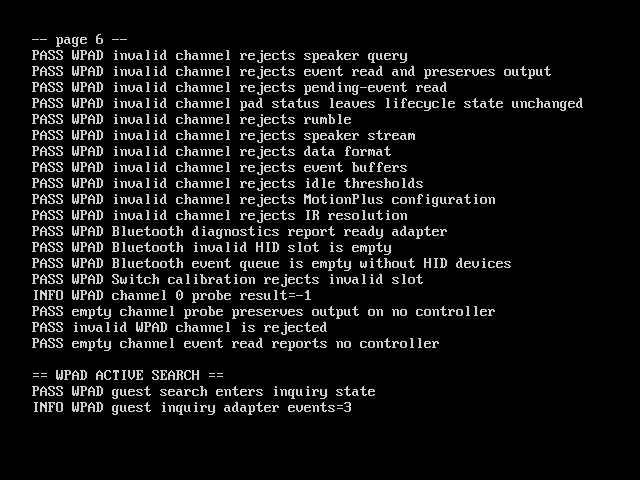 -- page 6 --
PASS WPAD invalid channel rejects speaker query
PASS WPAD invalid channel rejects event read and preserves output
PASS WPAD invalid channel rejects pending-event read
PASS WPAD invalid channel pad status leaves lifecycle state unchanged
PASS WPAD invalid channel rejects rumble
PASS WPAD invalid channel rejects speaker stream
PASS WPAD invalid channel rejects data format
PASS WPAD invalid channel rejects event buffers
PASS WPAD invalid channel rejects idle thresholds
PASS WPAD invalid channel rejects MotionPlus configuration
PASS WPAD invalid channel rejects IR resolution
PASS WPAD Bluetooth diagnostics report ready adapter
PASS WPAD Bluetooth invalid HID slot is empty
PASS WPAD Bluetooth event queue is empty without HID devices
PASS WPAD Switch calibration rejects invalid slot
INFO WPAD channel 0 probe result=-1
PASS empty channel probe preserves output on no controller
PASS invalid WPAD channel is rejected
PASS empty channel event read reports no controller
== WPAD ACTIVE SEARCH ==
PASS WPAD guest search enters inquiry state
INFO WPAD guest inquiry adapter events=3